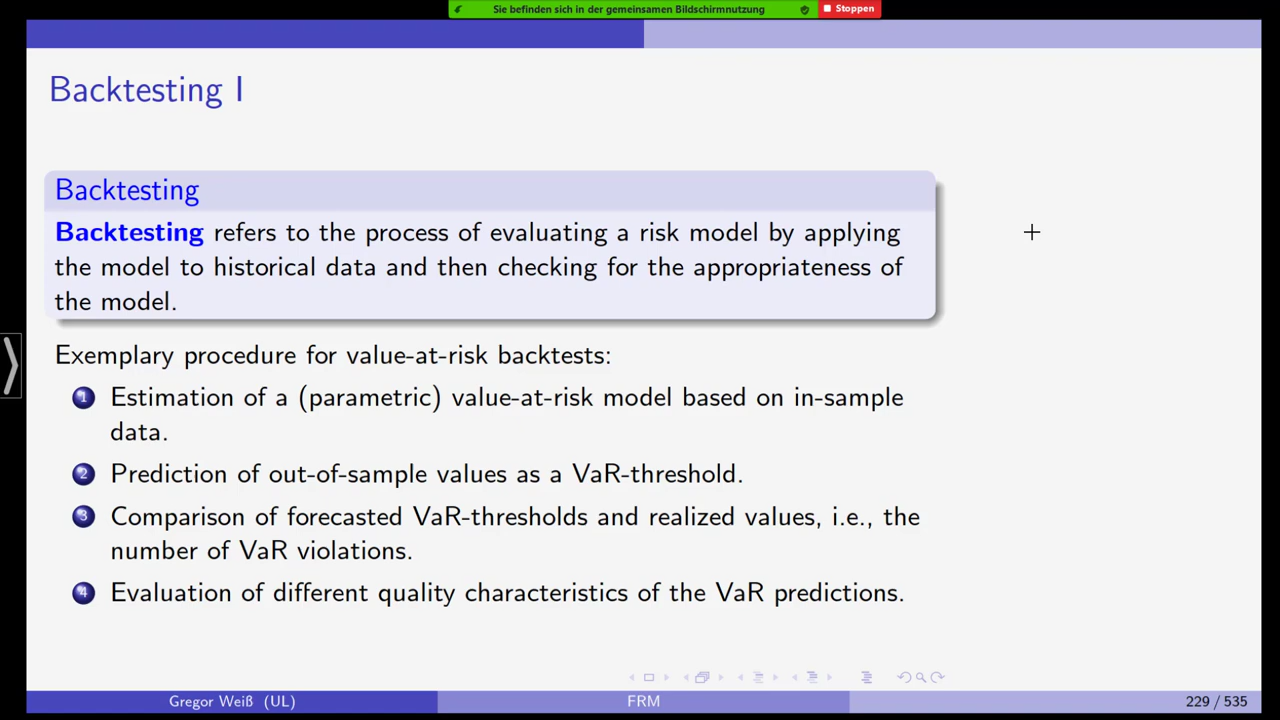 Sie befinden sich in der gemeinsamen Bildschirmnutzung
Stoppen
Backtesting I
Backtesting
Backtesting refers to the process of evaluating a risk model by applying
the model to historical data and then checking for the appropriateness of
the model.
Exemplary procedure for value-at-risk backtests:
1 Estimation of a (parametric) value-at-risk model based on in-sample
data.
2 Prediction of out-of-sample values as a VaR-threshold.
3 Comparison of forecasted VaR-thresholds and realized values, i.e., the
number of VaR violations.
4 Evaluation of different quality characteristics of the VaR predictions.
Gregor Weiß (UL)
FRM
229 / 535